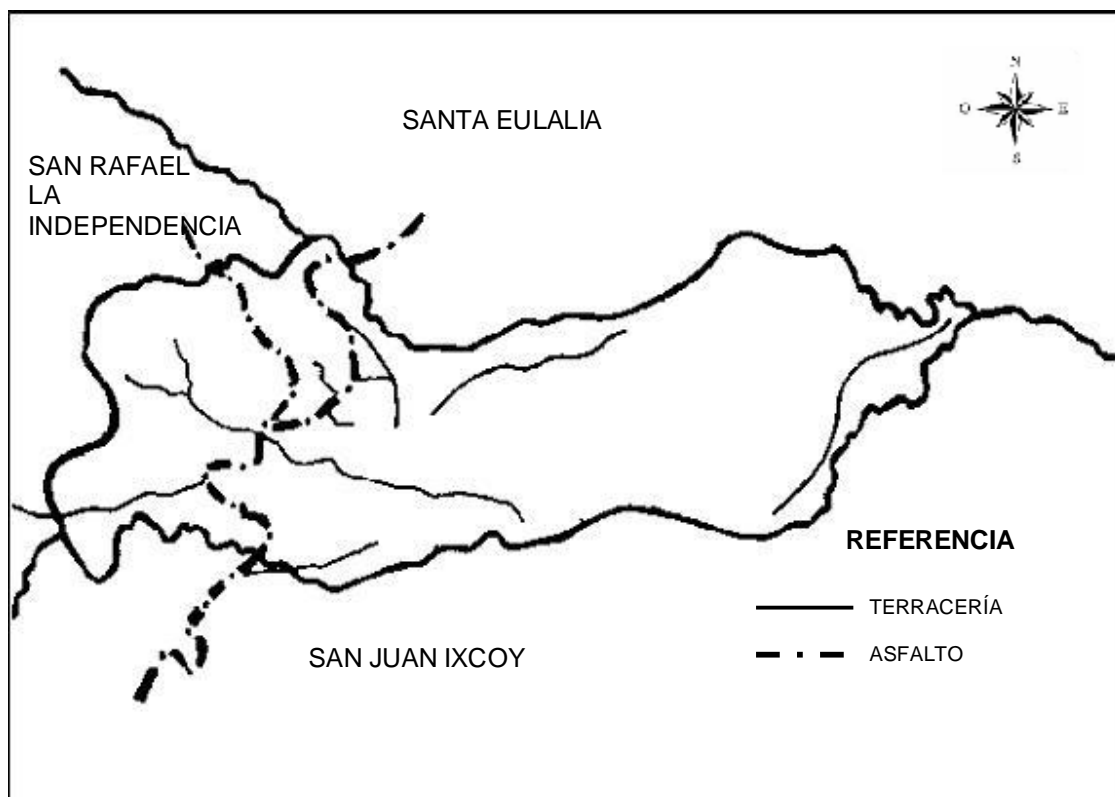 N
SANTA EULALIA
O E
S
SAN RAFAEL
LA
INDEPENDENCIA
REFERENCIA
TERRACERÍA
ASFALTO
SAN JUAN IXCOY